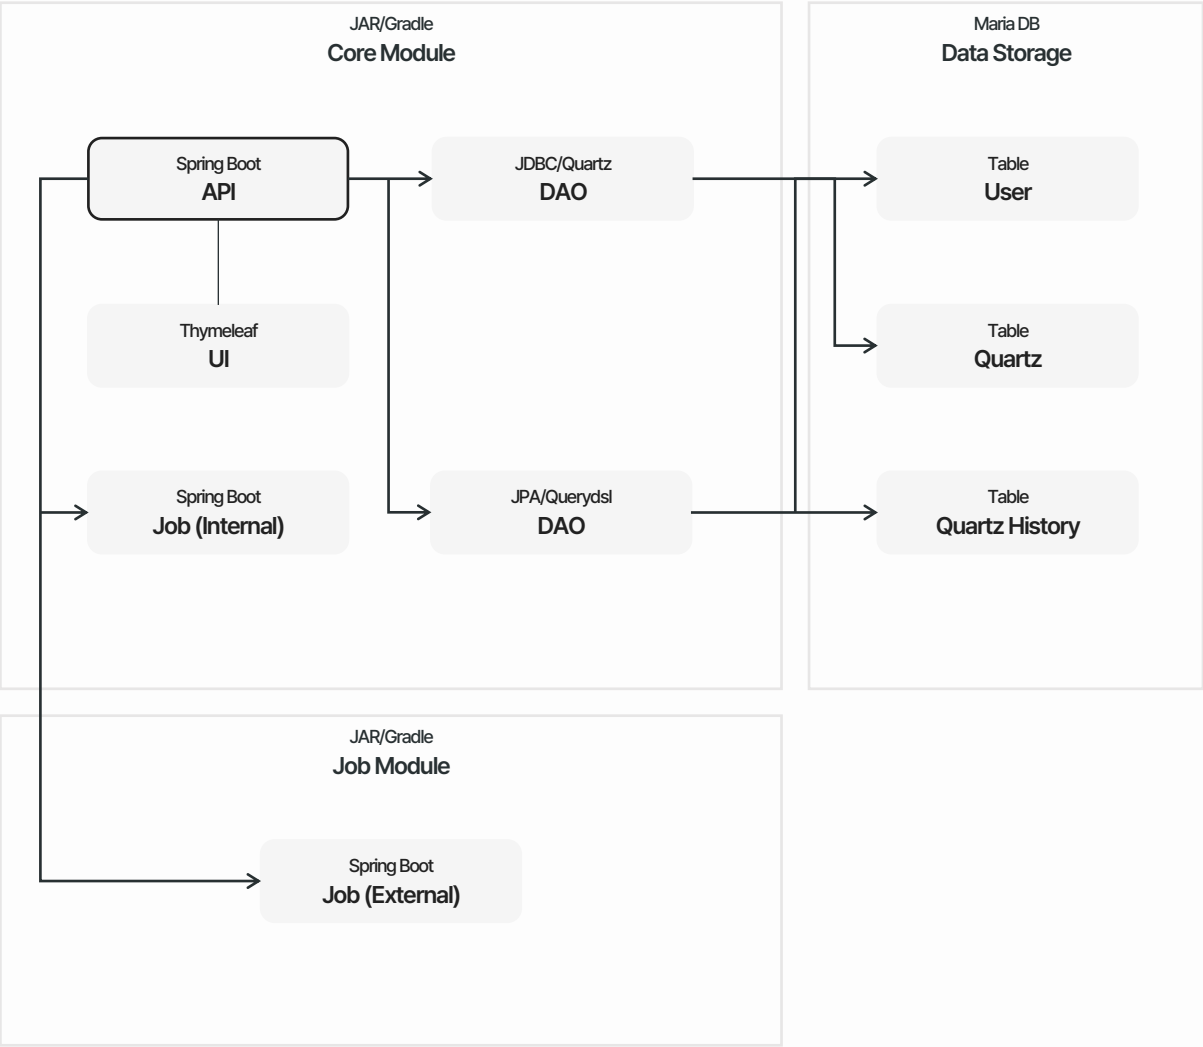 JAR/Gradle
Core Module
Maria DB
Data Storage
Spring Boot
API
JDBC/Quartz
DAO
Table
User
Thymeleaf
UI
Table
Quartz
Spring Boot
Job (Internal)
JPA/Querydsl
DAO
Table
Quartz History
JAR/Gradle
Job Module
Spring Boot
Job (External)